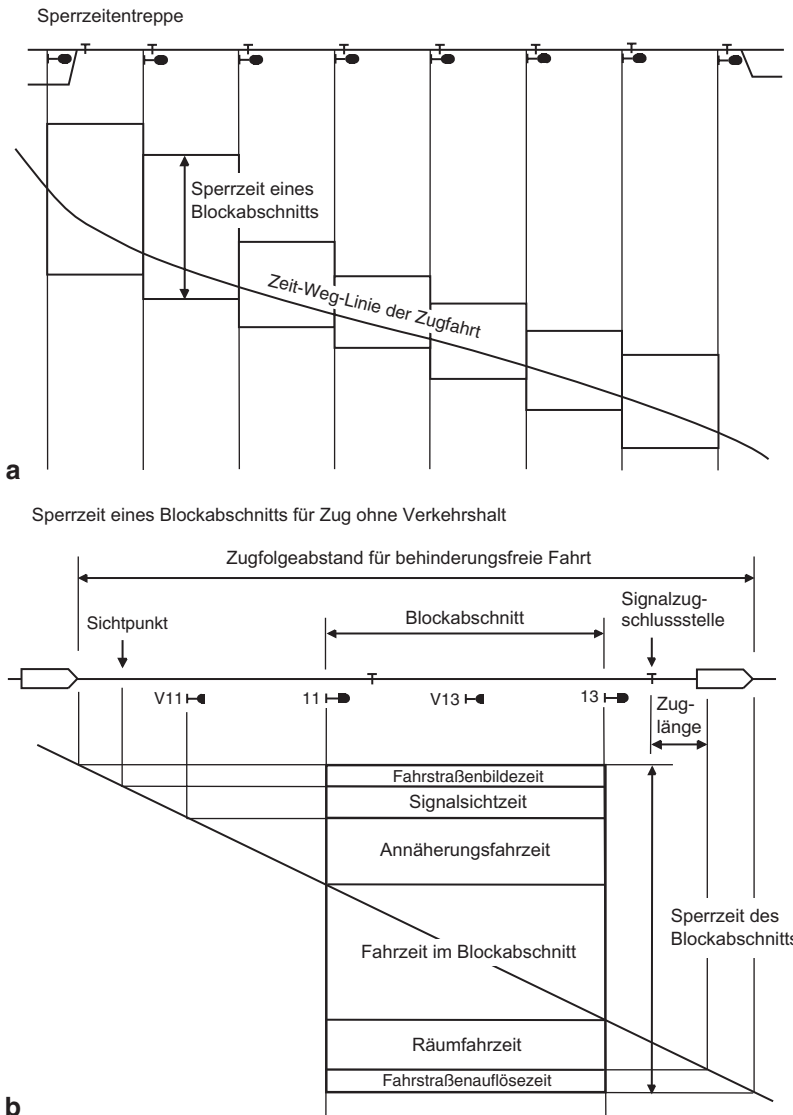 Sperrzeitentreppe
Sperrzeit eines
Blockabschnitts
Zeit-Weg-Linie der Zugfahrt
a
Sperrzeit eines Blockabschnitts für Zug ohne Verkehrshalt
Zugfolgeabstand für behinderungsfreie Fahrt
Sichtpunkt
Blockabschnitt
Signalzug-
schlussstelle
V11
11
V13
13
Zug-
länge
Fahrstraßenbildezeit
Signalsichtzeit
Annäherungsfahrzeit
Fahrzeit im Blockabschnitt
Sperrzeit des
Blockabschnitts
Räumfahrzeit
Fahrstraßenauflösezeit
b